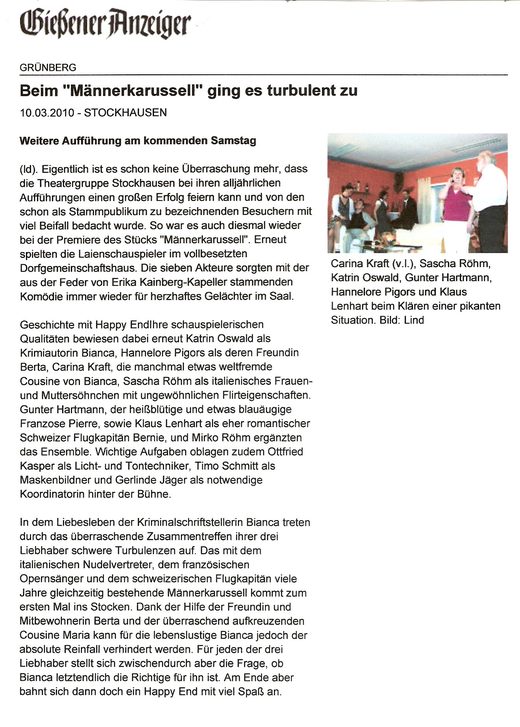 Gießener Anzeiger
GRÜNBERG
Beim "Männerkarussell" ging es turbulent zu
10.03.2010 - STOCKHAUSEN
Weitere Aufführung am kommenden Samstag
(ld). Eigentlich ist es schon keine Überraschung mehr, dass
die Theatergruppe Stockhausen bei ihren alljährlichen
Aufführungen einen großen Erfolg feiern kann und von den
schon als Stammpublikum zu bezeichnenden Besuchern mit
viel Beifall bedacht wurde. So war es auch diesmal wieder
bei der Premiere des Stücks "Männerkarussell". Erneut
spielten die Laienschauspieler im vollbesetzten
Dorfgemeinschaftshaus. Die sieben Akteure sorgten mit der
aus der Feder von Erika Kainberg-Kapeller stammenden
Komödie immer wieder für herzhaftes Gelächter im Saal.
Carina Kraft (v.l.), Sascha Röhm,
Katrin Oswald, Gunter Hartmann,
Hannelore Pigors und Klaus
Lenhart beim Klären einer pikanten
Situation. Bild: Lind
Geschichte mit Happy EndIhre schauspielerischen
Qualitäten bewiesen dabei erneut Katrin Oswald als
Krimiautorin Bianca, Hannelore Pigors als deren Freundin
Berta, Carina Kraft, die manchmal etwas weltfremde
Cousine von Bianca, Sascha Röhm als italienisches Frauen-
und Muttersöhnchen mit ungewöhnlichen Flirteigenschaften.
Gunter Hartmann, der heißblütige und etwas blauäugige
Franzose Pierre, sowie Klaus Lenhart als eher romantischer
Schweizer Flugkapitän Bernie, und Mirko Röhm ergänzten
das Ensemble. Wichtige Aufgaben oblagen zudem Ottfried
Kasper als Licht- und Tontechniker, Timo Schmitt als
Maskenbildner und Gerlinde Jäger als notwendige
Koordinatorin hinter der Bühne.
In dem Liebesleben der Kriminalschriftstellerin Bianca treten
durch das überraschende Zusammentreffen ihrer drei
Liebhaber schwere Turbulenzen auf. Das mit dem
italienischen Nudelvertreter, dem französischen
Opernsänger und dem schweizerischen Flugkapitän viele
Jahre gleichzeitig bestehende Männerkarussell kommt zum
ersten Mal ins Stocken. Dank der Hilfe der Freundin und
Mitbewohnerin Berta und der überraschend aufkreuzenden
Cousine Maria kann für die lebenslustige Bianca jedoch der
absolute Reinfall verhindert werden. Für jeden der drei
Liebhaber stellt sich zwischendurch aber die Frage, ob
Bianca letztendlich die Richtige für ihn ist. Am Ende aber
bahnt sich dann doch ein Happy End mit viel Spaß an.